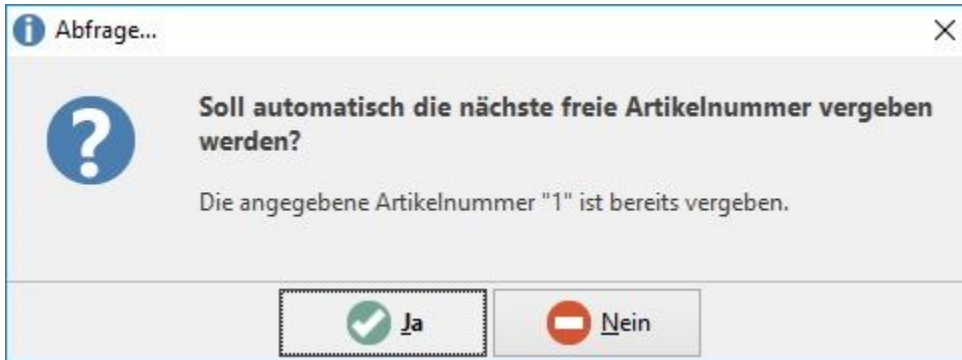 Abfrage...
Soll automatisch die nächste freie Artikelnummer vergeben
werden?
Die angegebene Artikelnummer "1" ist bereits vergeben.
Ja
Nein